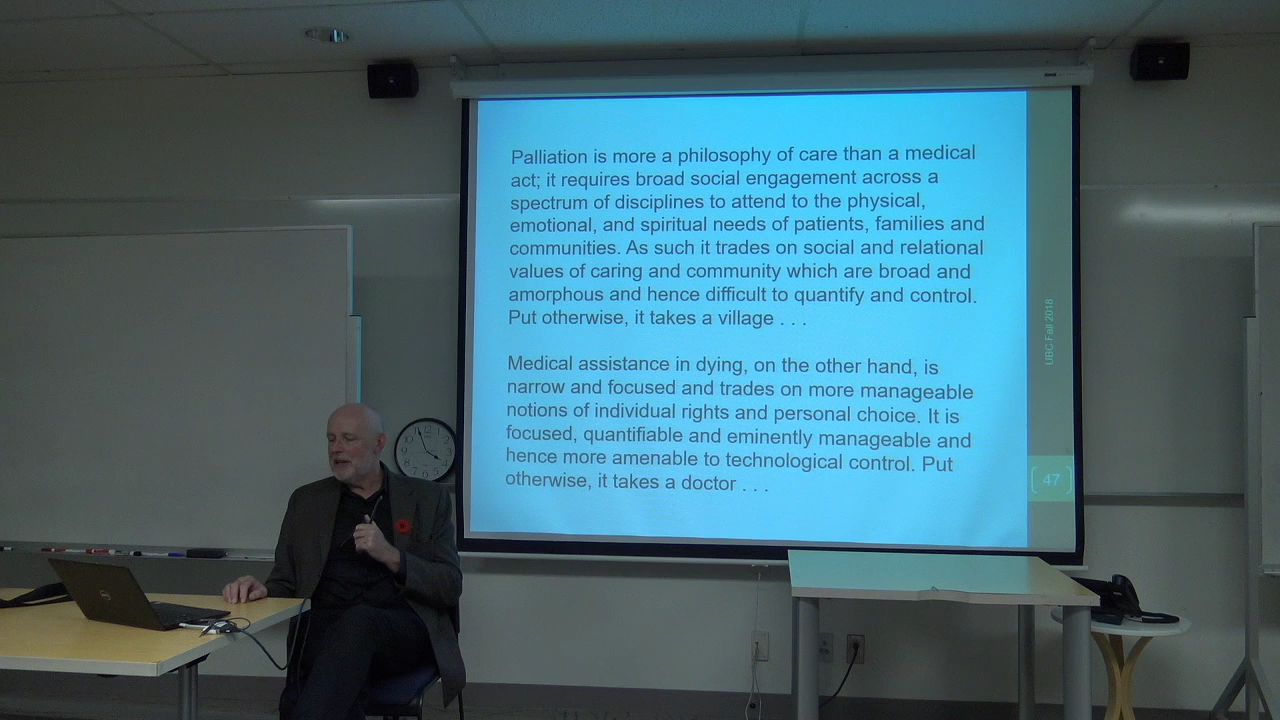 Palliation is more a philosophy of care than a medical
act; it requires broad social engagement across a
spectrum of disciplines to attend to the physical,
emotional, and spiritual needs of patients, families and
communities. As such it trades on social and relational
values of caring and community which are broad and
amorphous and hence difficult to quantify and control.
Put otherwise, it takes a village . . .
Medical assistance in dying, on the other hand, is
narrow and focused and trades on more manageable
notions of individual rights and personal choice. It is
focused, quantifiable and eminently manageable and
hence more amenable to technological control. Put
otherwise, it takes a doctor . . .
UBC Fall 2018
47